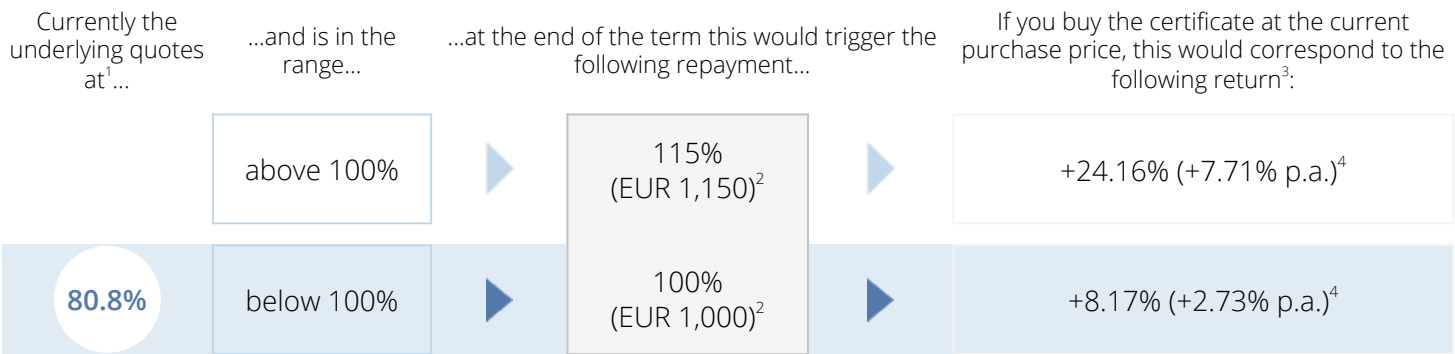 Currently the
underlying quotes
at¹...
...and is in the
range...
...at the end of the term this would trigger the
following repayment...
If you buy the certificate at the current
purchase price, this would correspond to the
following return³:
above 100%
115%
(EUR 1,150)²
+24.16% (+7.71% p.a.)⁴
80.8%
below 100%
100%
(EUR 1,000)²
+8.17% (+2.73% p.a.)⁴